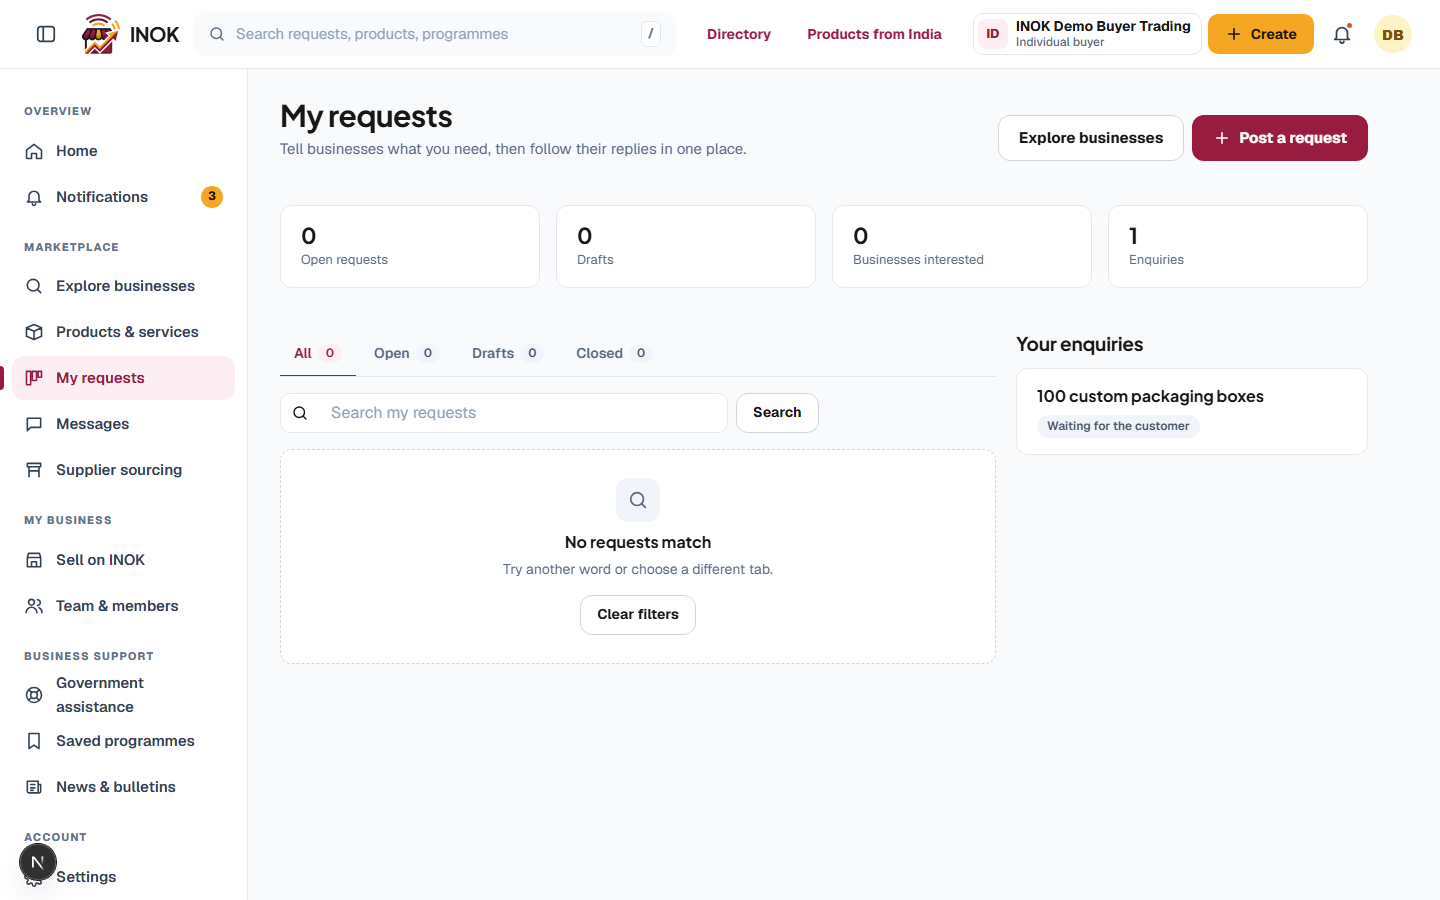 INOK
Search requests, products, programmes
/
Directory
Products from India
ID
INOK Demo Buyer Trading
Individual buyer
Create
DB
OVERVIEW
Home
Notifications
3
MARKETPLACE
Explore businesses
Products & services
My requests
Messages
Supplier sourcing
MY BUSINESS
Sell on INOK
Team & members
BUSINESS SUPPORT
Government
assistance
Saved programmes
News & bulletins
ACCOUNT
N
Settings
My requests
Tell businesses what you need, then follow their replies in one place.
Explore businesses
Post a request
0
Open requests
0
Drafts
0
Businesses interested
1
Enquiries
All 0
Open 0
Drafts 0
Closed 0
Search my requests
Search
No requests match
Try another word or choose a different tab.
Clear filters
Your enquiries
100 custom packaging boxes
Waiting for the customer